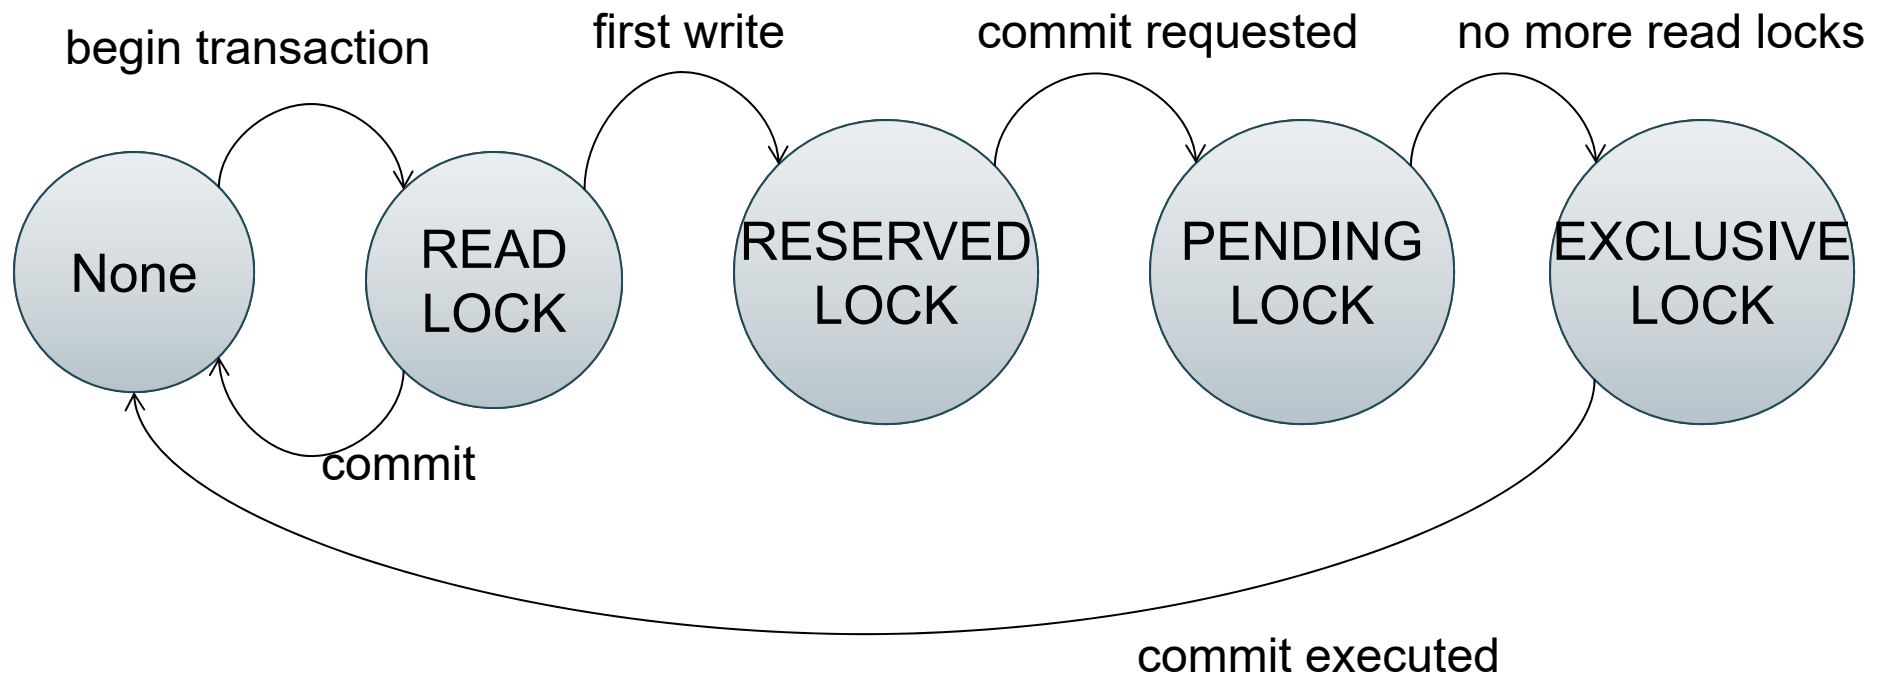 begin transaction
first write
commit requested
no more read locks
None
READ
LOCK
RESERVED
LOCK
PENDING
LOCK
EXCLUSIVE
LOCK
commit
commit executed